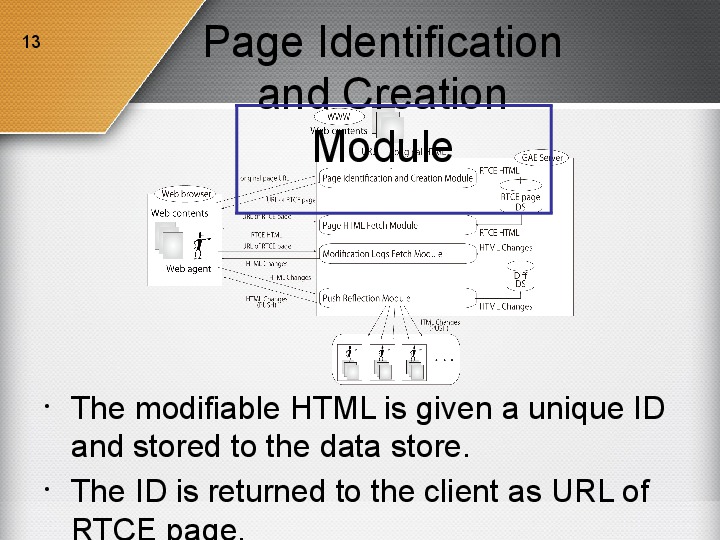 13
Page Identification
and Creation
Module
WWW
Web contents
URL
original HTML
GAE Server
original page URL
Page Identification and Creation Module
RTCE HTML
Web browser
URL of RTCE page
RTCE page
DS
Web contents
URL of RTCE page
Page HTML Fetch Module
RTCE HTML
RTCE HTML
URL of RTCE page
HTML Changes
Modification Logs Fetch Module
HTML Changes
Web agent
HTML Changes
Diff
DS
HTML Changes
(PUSH)
Push Reflection Module
HTML Changes
HTML Changes
(PUSH)
. . .
• The modifiable HTML is given a unique ID
and stored to the data store.
• The ID is returned to the client as URL of
RTCE page.